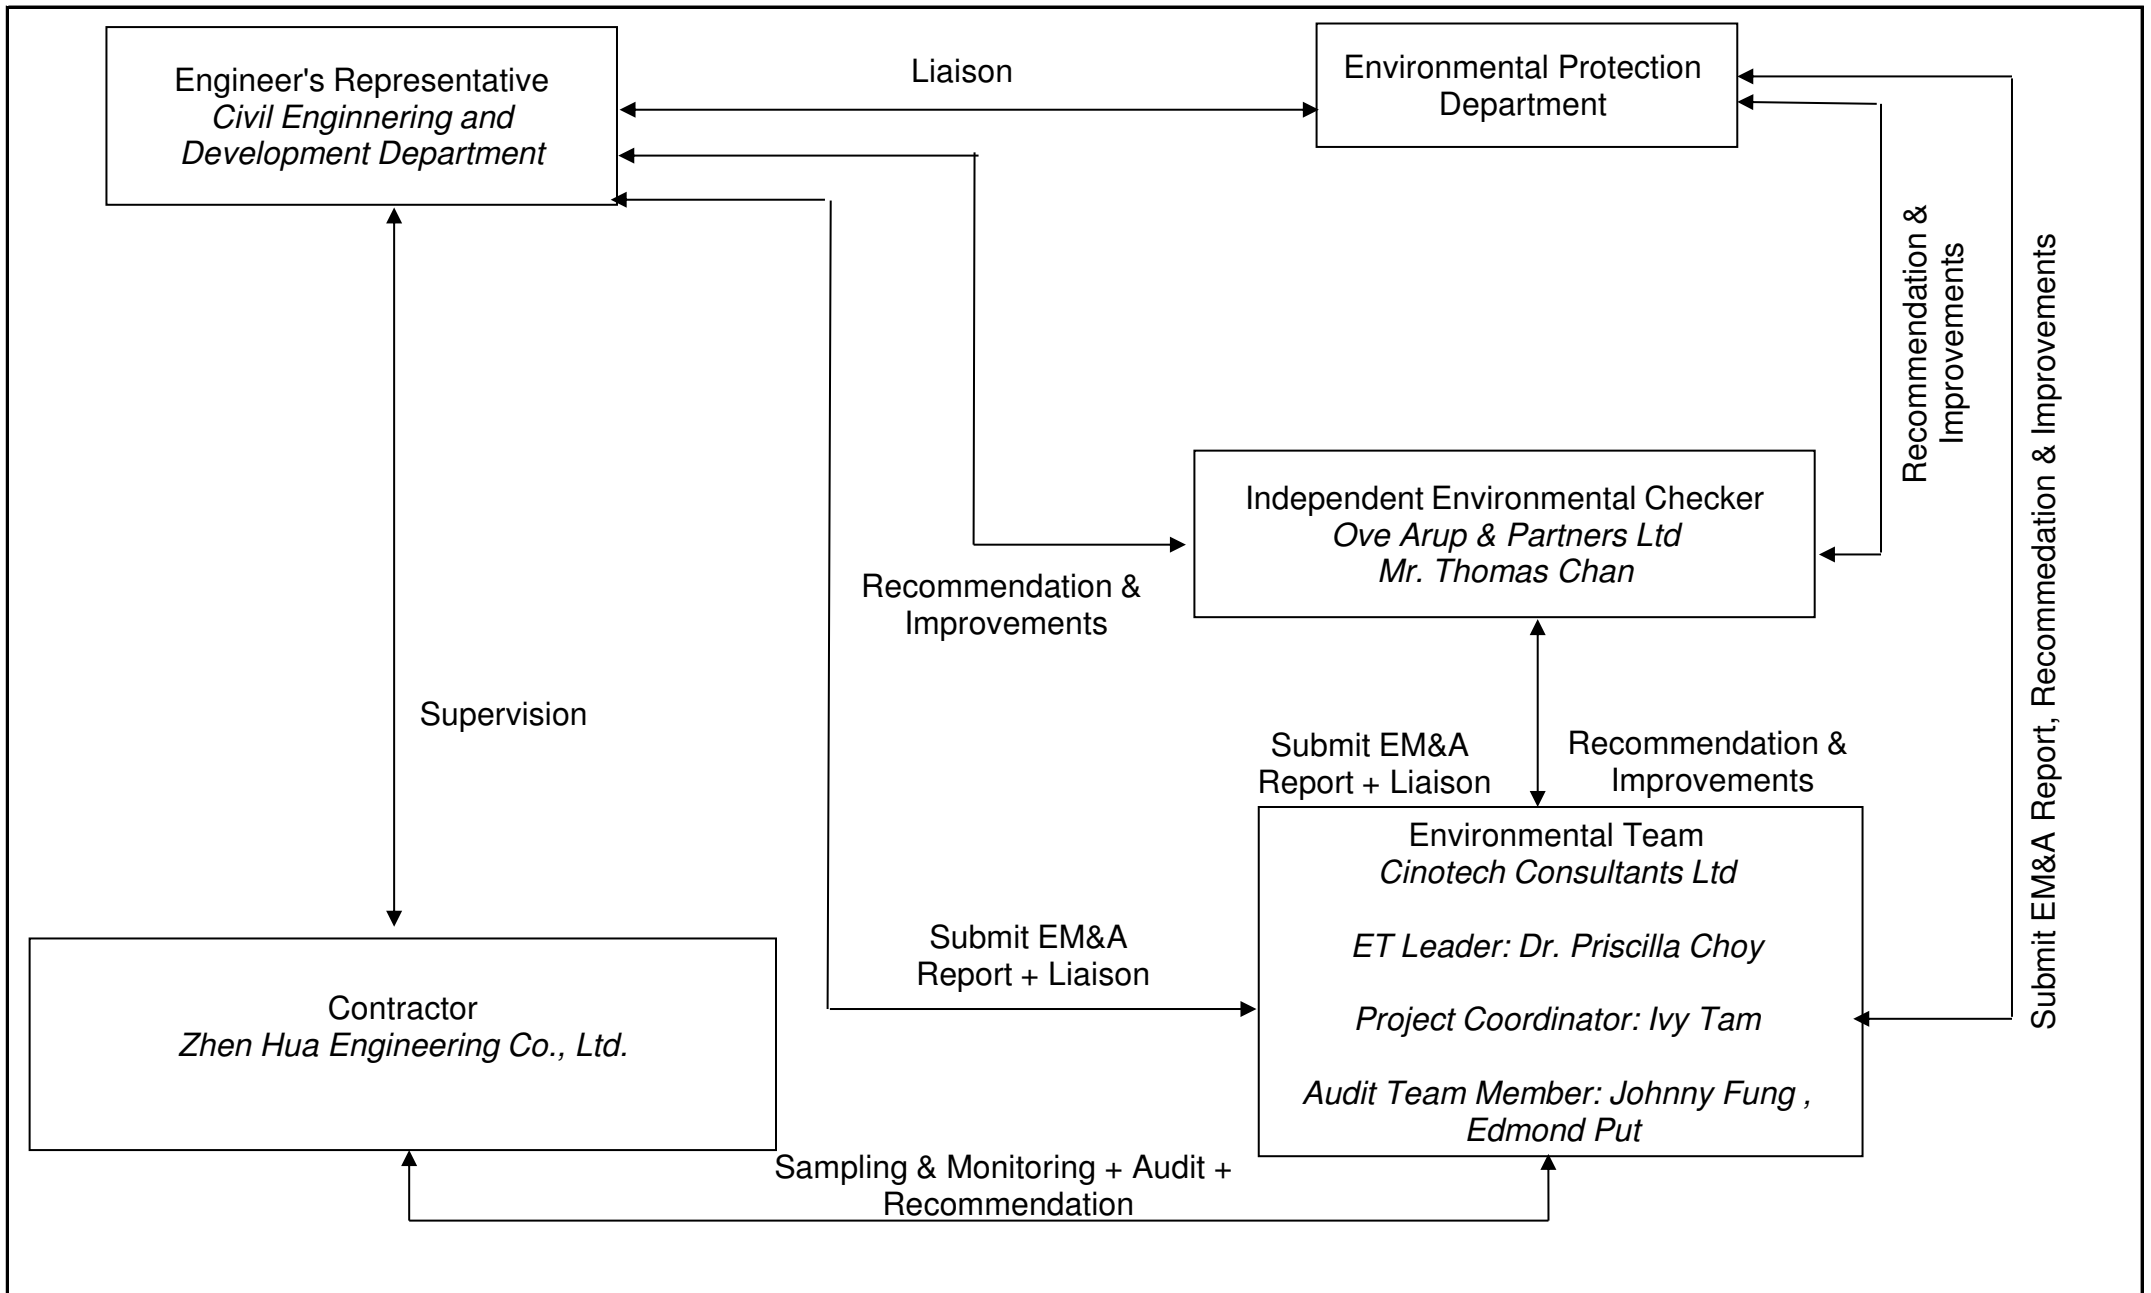 Engineer's Representative
Civil Enginnering and
Development Department
Liaison
Environmental Protection
Department
Recommendation &
Improvements
Submit EM&A Report, Recommedation & Improvements
Independent Environmental Checker
Ove Arup & Partners Ltd
Mr. Thomas Chan
Recommendation &
Improvements
Supervision
Submit EM&A
Report + Liaison
Recommendation &
Improvements
Environmental Team
Cinotech Consultants Ltd
ET Leader: Dr. Priscilla Choy
Project Coordinator: Ivy Tam
Audit Team Member: Johnny Fung ,
Edmond Put
Submit EM&A
Report + Liaison
Contractor
Zhen Hua Engineering Co., Ltd.
Sampling & Monitoring + Audit +
Recommendation